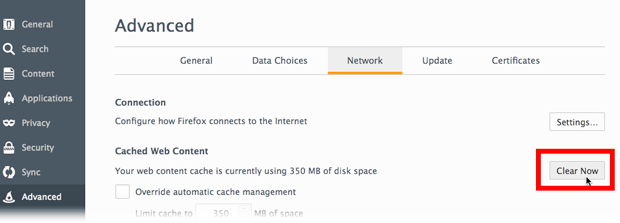 General
Search
Content
Applications
Privacy
Security
Sync
Advanced
Advanced
General Data Choices Network Update Certificates
Connection
Configure how Firefox connects to the Internet Settings...
Cached Web Content
Your web content cache is currently using 350 MB of disk space Clear Now
Override automatic cache management
Limit cache to 350 MB of space